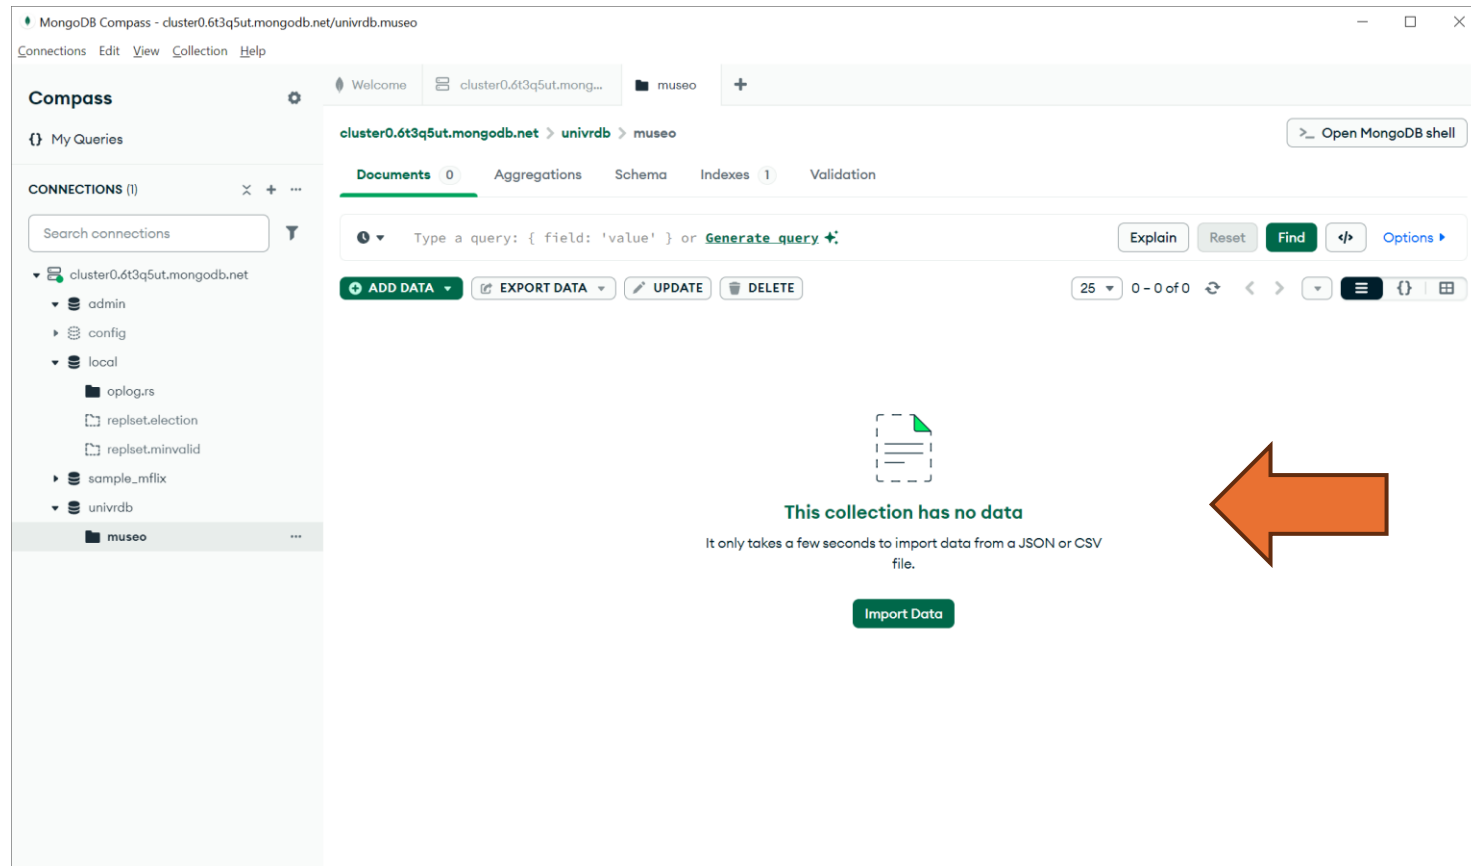 MongoDB Compass - cluster0.6t3q5ut.mongodb.net/univrdb.museo
Connections Edit View Collection Help
Compass
{} My Queries
CONNECTIONS (1)
Search connections
cluster0.6t3q5ut.mongodb.net
admin
config
local
oplog.rs
replset.election
replset.minvalid
sample_mflix
univrdb
museo
Welcome cluster0.6t3q5ut.mong... museo
cluster0.6t3q5ut.mongodb.net > univrdb > museo
>_ Open MongoDB shell
Documents 0 Aggregations Schema Indexes 1 Validation
Type a query: { field: 'value' } or Generate query
Explain Reset Find </> Options
ADD DATA EXPORT DATA UPDATE DELETE
25 0 – 0 of 0 {}
This collection has no data
It only takes a few seconds to import data from a JSON or CSV
file.
Import Data